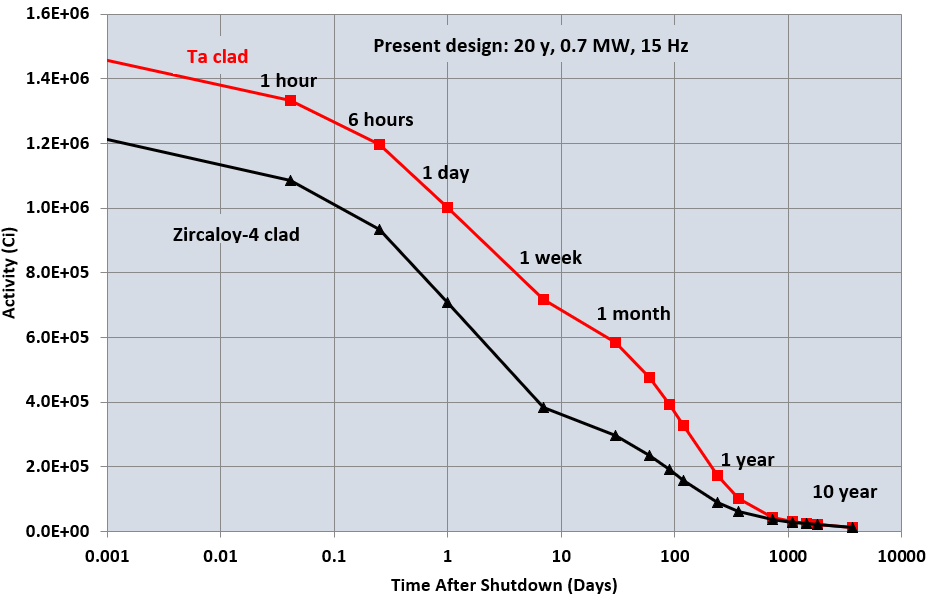 1.6E+06
Present design: 20 y, 0.7 MW, 15 Hz
Ta clad
1.4E+06
1 hour
6 hours
1.2E+06
1 day
1.0E+06
Zircaloy-4 clad
1 week
8.0E+05
1 month
6.0E+05
4.0E+05
1 year
2.0E+05
10 year
0.0E+00
Activity (Ci)
0.001 0.01 0.1 1 10 100 1000 10000
Time After Shutdown (Days)